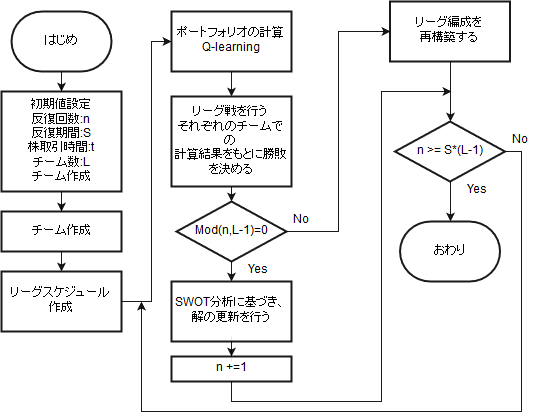 はじめ
初期値設定
反復回数:n
反復期間:S
株取引時間:t
チーム数:L
チーム作成
チーム作成
リーグスケジュール
作成
ポートフォリオの計算
Q-learning
リーグ戦を行う
それぞれのチームで
の
計算結果をもとに勝敗
を決める
Mod(n,L-1)=0
No
Yes
SWOT分析に基づき、
解の更新を行う
n +=1
リーグ編成を
再構築する
n >= S*(L-1)
No
Yes
おわり